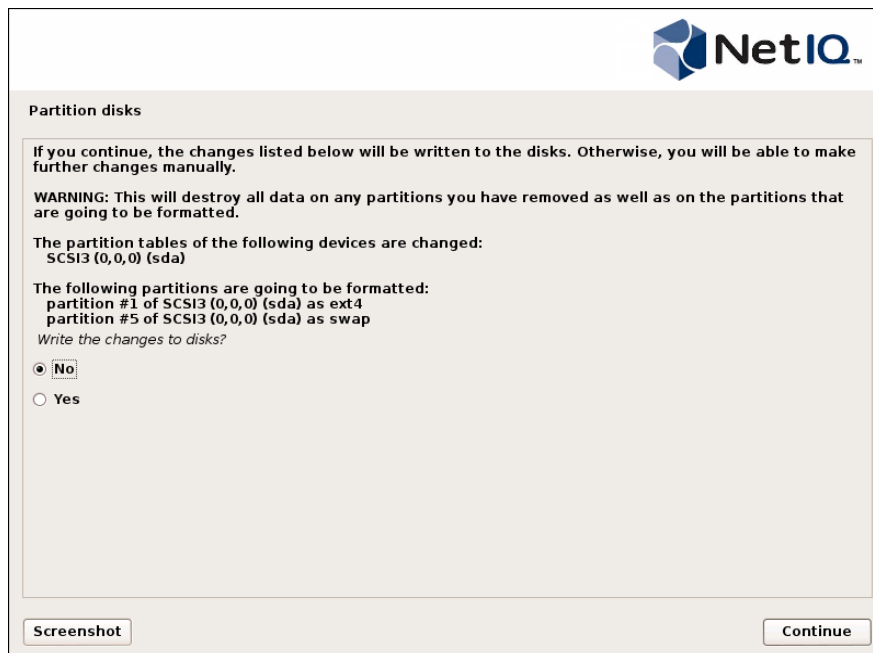 NetIQ™
Partition disks
If you continue, the changes listed below will be written to the disks. Otherwise, you will be able to make
further changes manually.
WARNING: This will destroy all data on any partitions you have removed as well as on the partitions that
are going to be formatted.
The partition tables of the following devices are changed:
SCSI3 (0,0,0) (sda)
The following partitions are going to be formatted:
partition #1 of SCSI3 (0,0,0) (sda) as ext4
partition #5 of SCSI3 (0,0,0) (sda) as swap
Write the changes to disks?
No
Yes
Screenshot
Continue